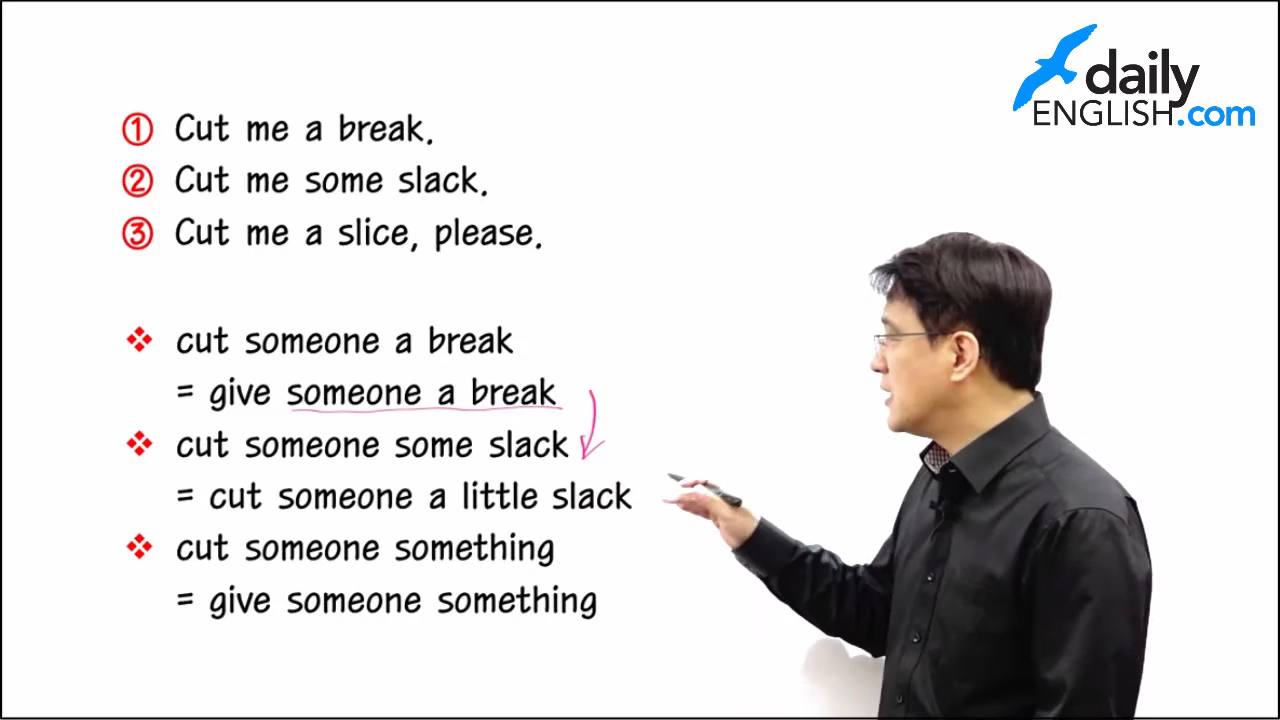 daily
ENGLISH.com
① Cut me a break.
② Cut me some slack.
③ Cut me a slice, please.
❖ cut someone a break
= give someone a break
❖ cut someone some slack
= cut someone a little slack
❖ cut someone something
= give someone something